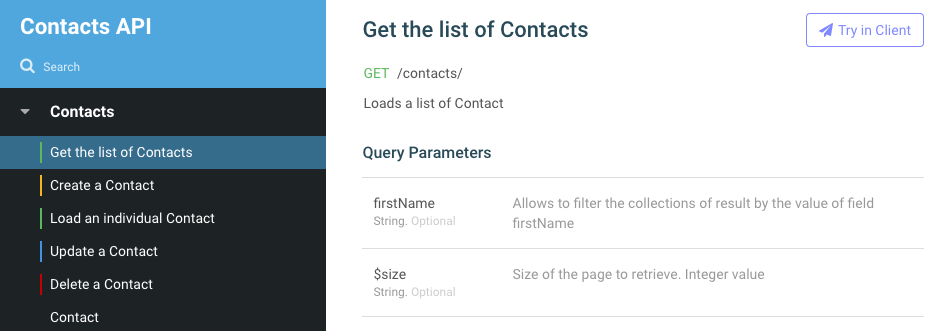 Contacts API
Search
Contacts
Get the list of Contacts
Create a Contact
Load an individual Contact
Update a Contact
Delete a Contact
Contact
Get the list of Contacts
Try in Client
GET /contacts/
Loads a list of Contact
Query Parameters
firstName
String. Optional
Allows to filter the collections of result by the value of field
firstName
$size
String. Optional
Size of the page to retrieve. Integer value